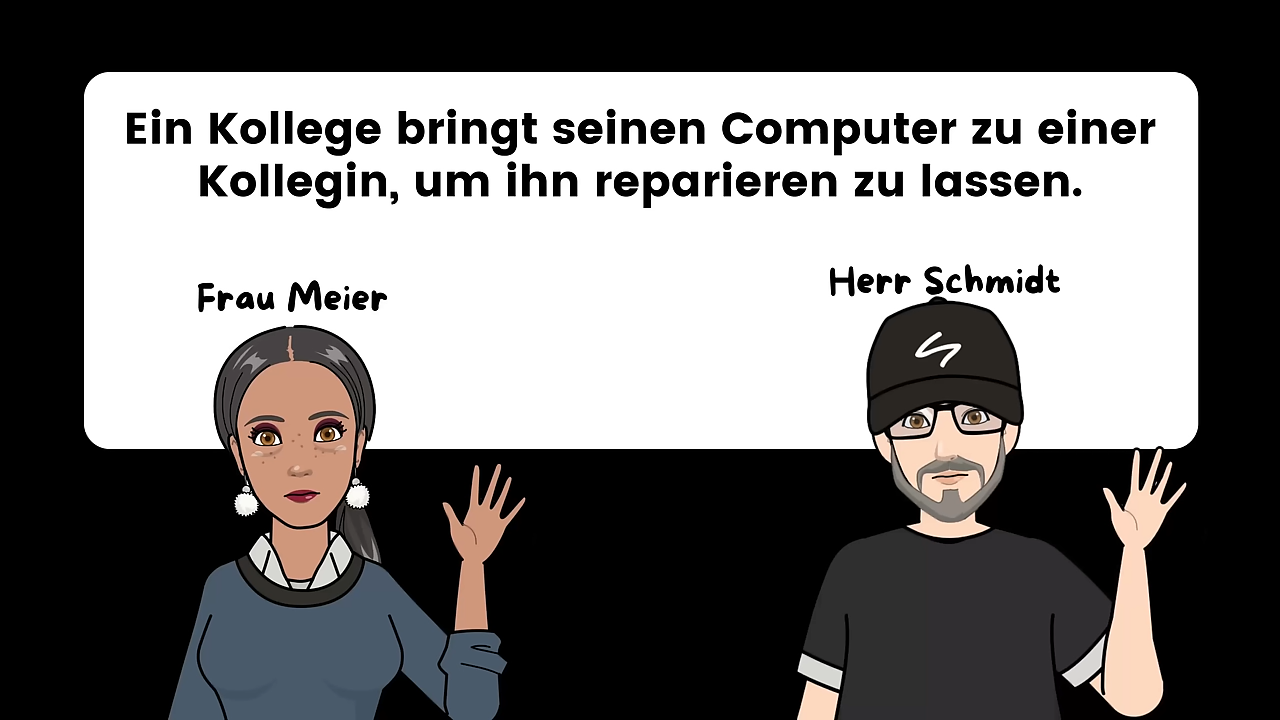 Ein Kollege bringt seinen Computer zu einer
Kollegin, um ihn reparieren zu lassen.
Frau Meier
Herr Schmidt